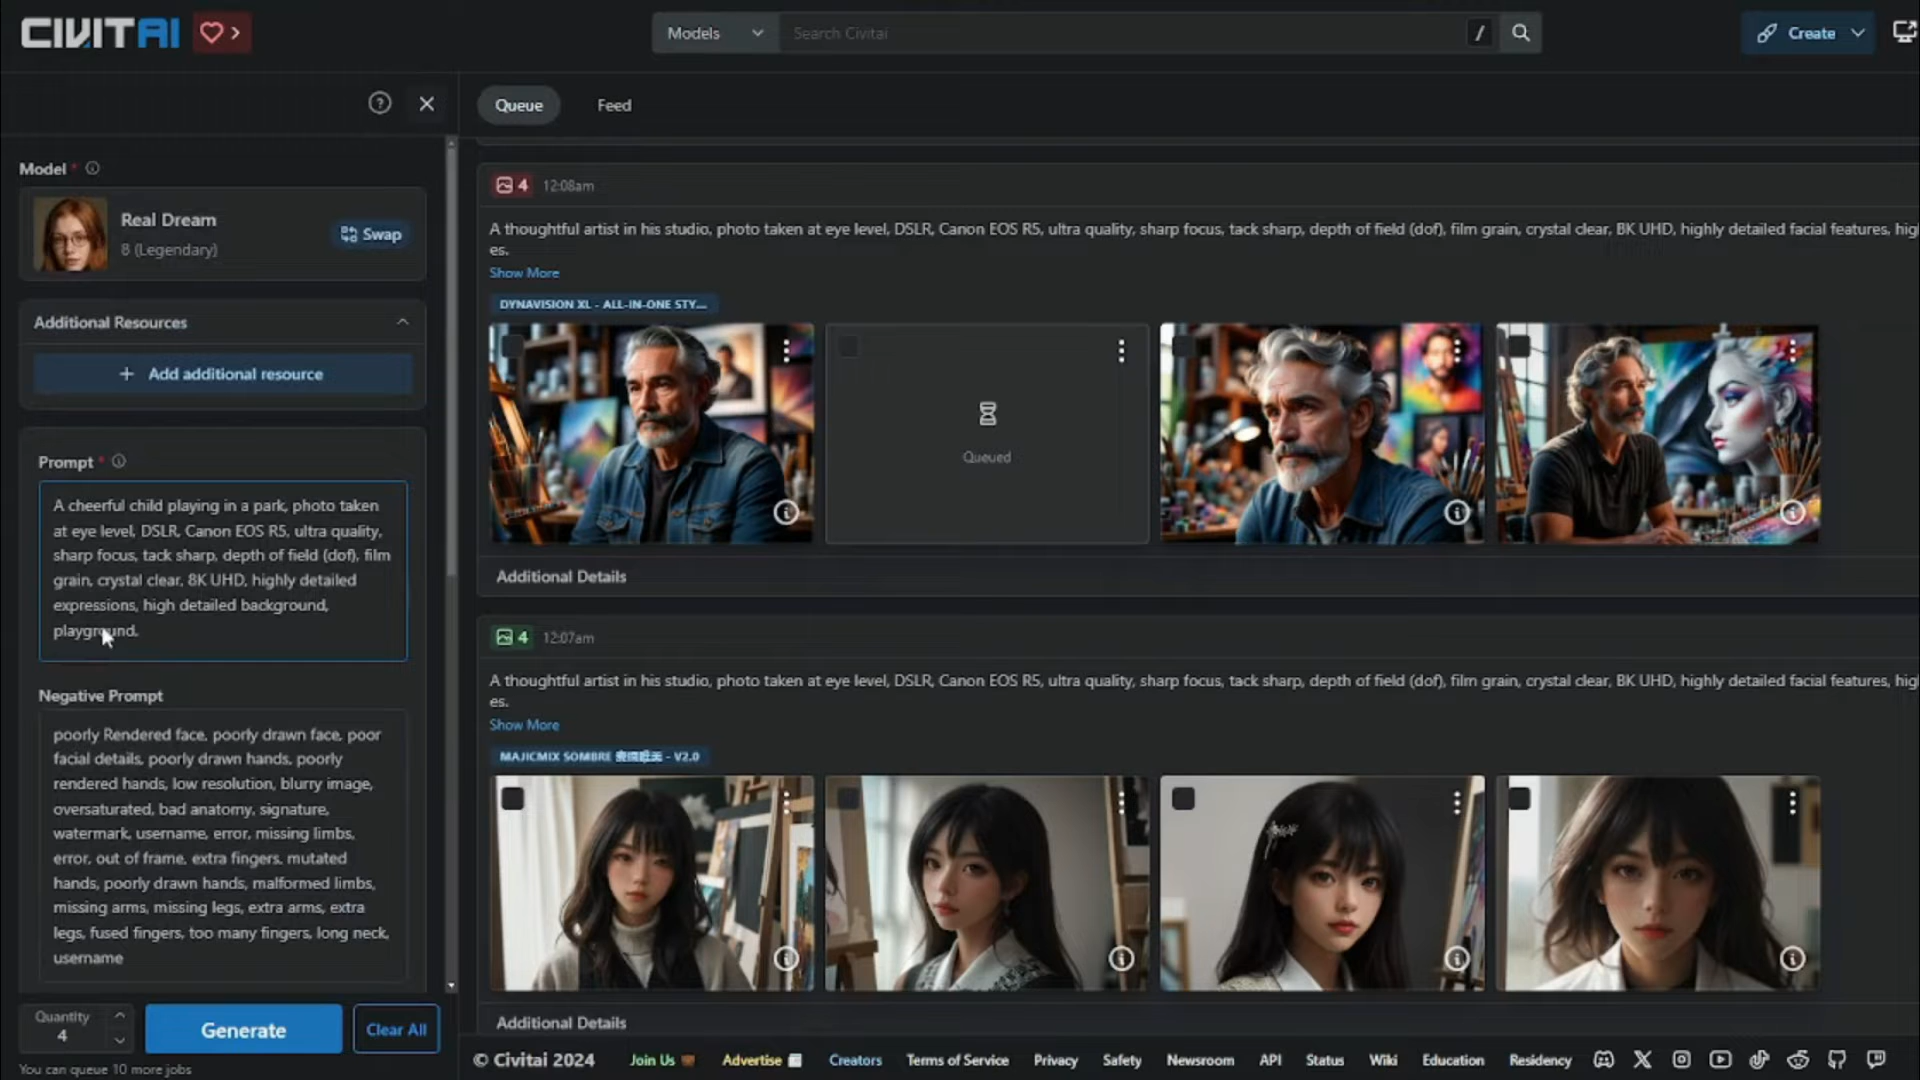 CIVITAI
Models
Search Civitai
/
Create
Queue
Feed
Model *
Real Dream
8 (Legendary)
Swap
Additional Resources
+ Add additional resource
Prompt *
A cheerful child playing in a park, photo taken
at eye level, DSLR, Canon EOS R5, ultra quality,
sharp focus, tack sharp, depth of field (dof), film
grain, crystal clear, 8K UHD, highly detailed
expressions, high detailed background,
playground.
Negative Prompt
poorly Rendered face, poorly drawn face, poor
facial details, poorly drawn hands, poorly
rendered hands, low resolution, blurry image,
oversaturated, bad anatomy, signature,
watermark, username, error, missing limbs,
error, out of frame, extra fingers, mutated
hands, poorly drawn hands, malformed limbs,
missing arms, missing legs, extra arms, extra
legs, fused fingers, too many fingers, long neck,
username
Quantity
4
Generate
Clear All
You can queue 10 more jobs
4 12:08am
A thoughtful artist in his studio, photo taken at eye level, DSLR, Canon EOS R5, ultra quality, sharp focus, tack sharp, depth of field (dof), film grain, crystal clear, 8K UHD, highly detailed facial features, hig
es.
Show More
DYNAVISION XL - ALL-IN-ONE STY...
Queued
Additional Details
4 12:07am
A thoughtful artist in his studio, photo taken at eye level, DSLR, Canon EOS R5, ultra quality, sharp focus, tack sharp, depth of field (dof), film grain, crystal clear, 8K UHD, highly detailed facial features, hig
es.
Show More
MAJICMIX SOMBRE - V2.0
Additional Details
© Civitai 2024
Join Us
Advertise
Creators
Terms of Service
Privacy
Safety
Newsroom
API
Status
Wiki
Education
Residency